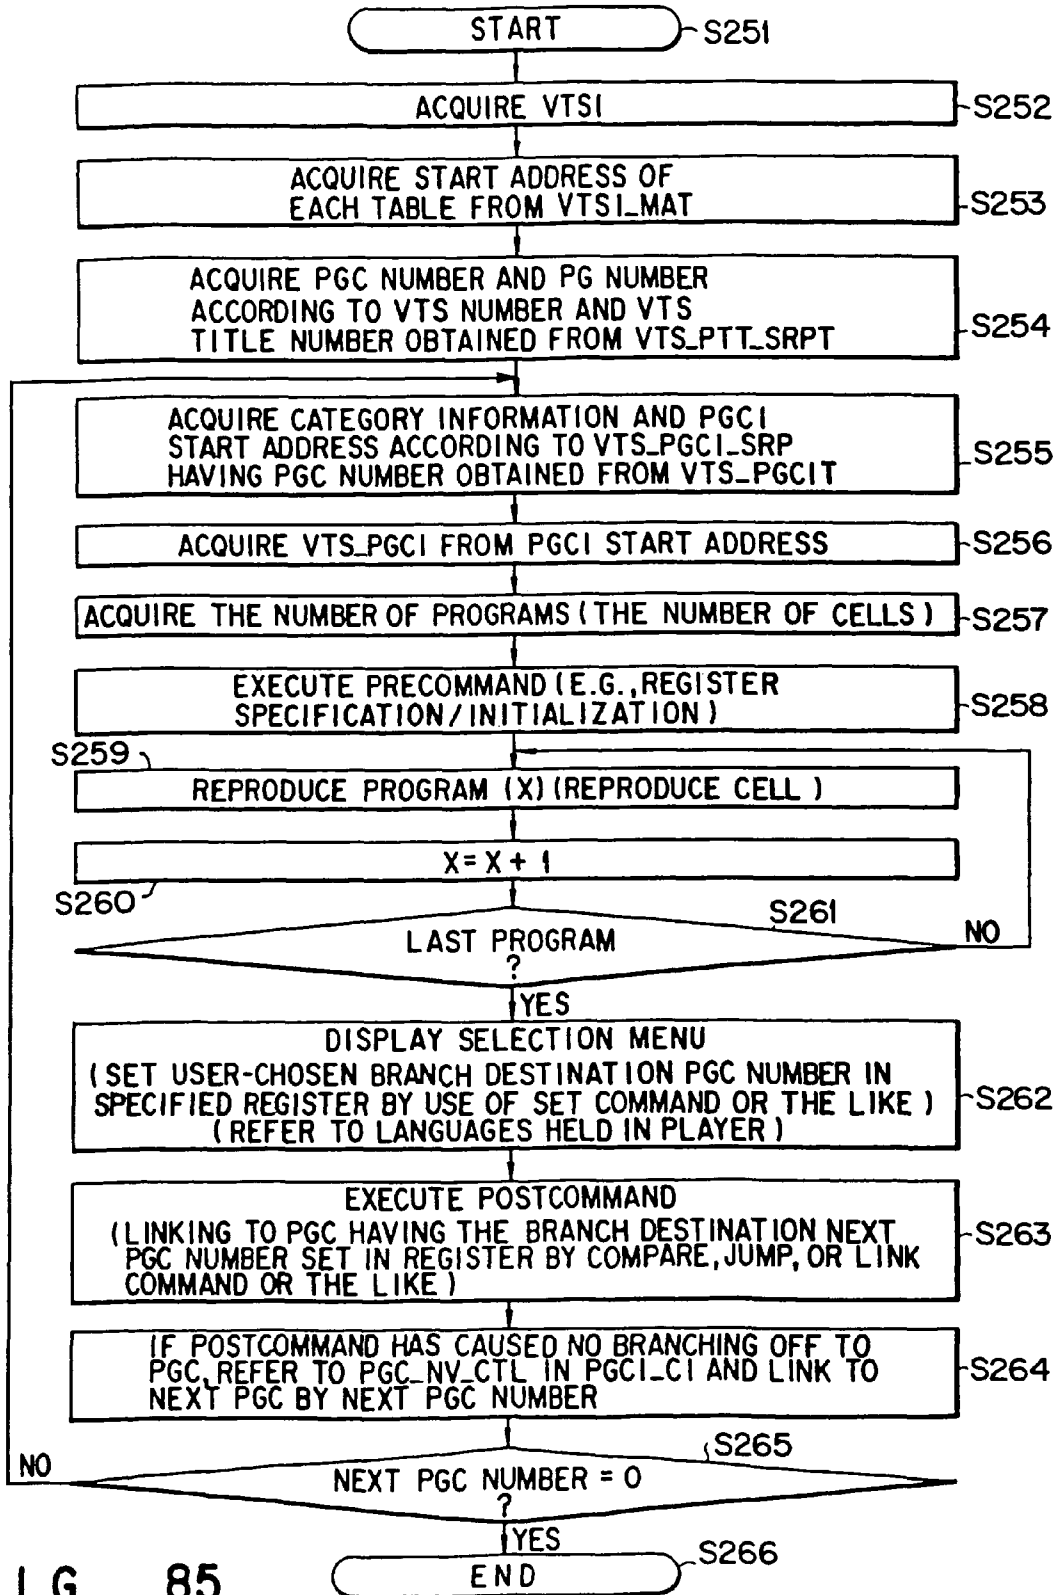 START
S251
ACQUIRE VTSI
S252
ACQUIRE START ADDRESS OF
EACH TABLE FROM VTSI_MAT
S253
ACQUIRE PGC NUMBER AND PG NUMBER
ACCORDING TO VTS NUMBER AND VTS
TITLE NUMBER OBTAINED FROM VTS_PTT_SRPT
S254
ACQUIRE CATEGORY INFORMATION AND PGCI
START ADDRESS ACCORDING TO VTS_PGCI_SRP
HAVING PGC NUMBER OBTAINED FROM VTS_PGCIT
S255
ACQUIRE VTS_PGCI FROM PGCI START ADDRESS
S256
ACQUIRE THE NUMBER OF PROGRAMS (THE NUMBER OF CELLS)
S257
EXECUTE PRECOMMAND (E.G., REGISTER
SPECIFICATION/INITIALIZATION)
S258
S259
REPRODUCE PROGRAM (X) (REPRODUCE CELL)
X = X + 1
S260
S261
LAST PROGRAM
?
NO
YES
DISPLAY SELECTION MENU
(SET USER-CHOSEN BRANCH DESTINATION PGC NUMBER IN
SPECIFIED REGISTER BY USE OF SET COMMAND OR THE LIKE)
(REFER TO LANGUAGES HELD IN PLAYER)
S262
EXECUTE POSTCOMMAND
(LINKING TO PGC HAVING THE BRANCH DESTINATION NEXT
PGC NUMBER SET IN REGISTER BY COMPARE, JUMP, OR LINK
COMMAND OR THE LIKE)
S263
IF POSTCOMMAND HAS CAUSED NO BRANCHING OFF TO
PGC, REFER TO PGC_NV_CTL IN PGCI_CI AND LINK TO
NEXT PGC BY NEXT PGC NUMBER
S264
S265
NO
NEXT PGC NUMBER = 0
?
YES
END
S266
I G. 85